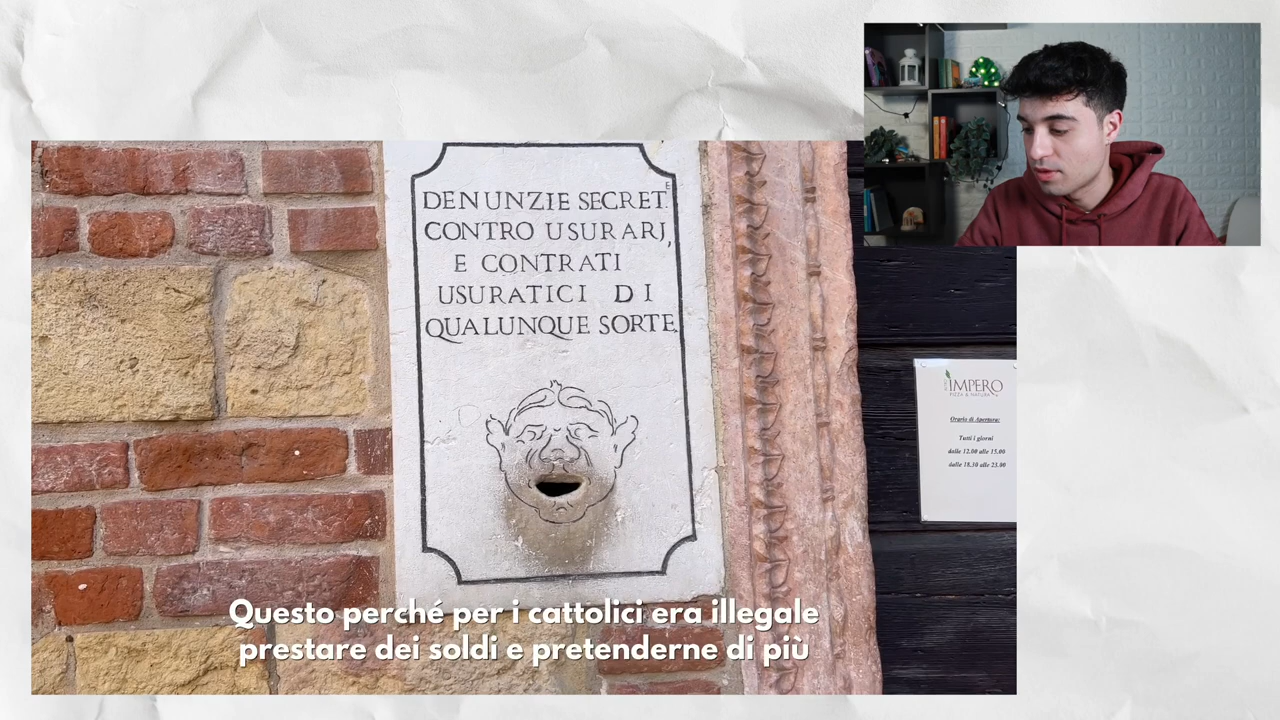 DENUNZIE SECRETE
CONTRO USURARJ,
E CONTRATI
USURATICI DI
QUALUNQUE SORTE
IMPERO
PIZZA & NATURA
Orario di Apertura:
Tutti i giorni
dalle 12.00 alle 15.00
dalle 18.30 alle 23.00
Questo perché per i cattolici era illegale
prestare dei soldi e pretenderne di più